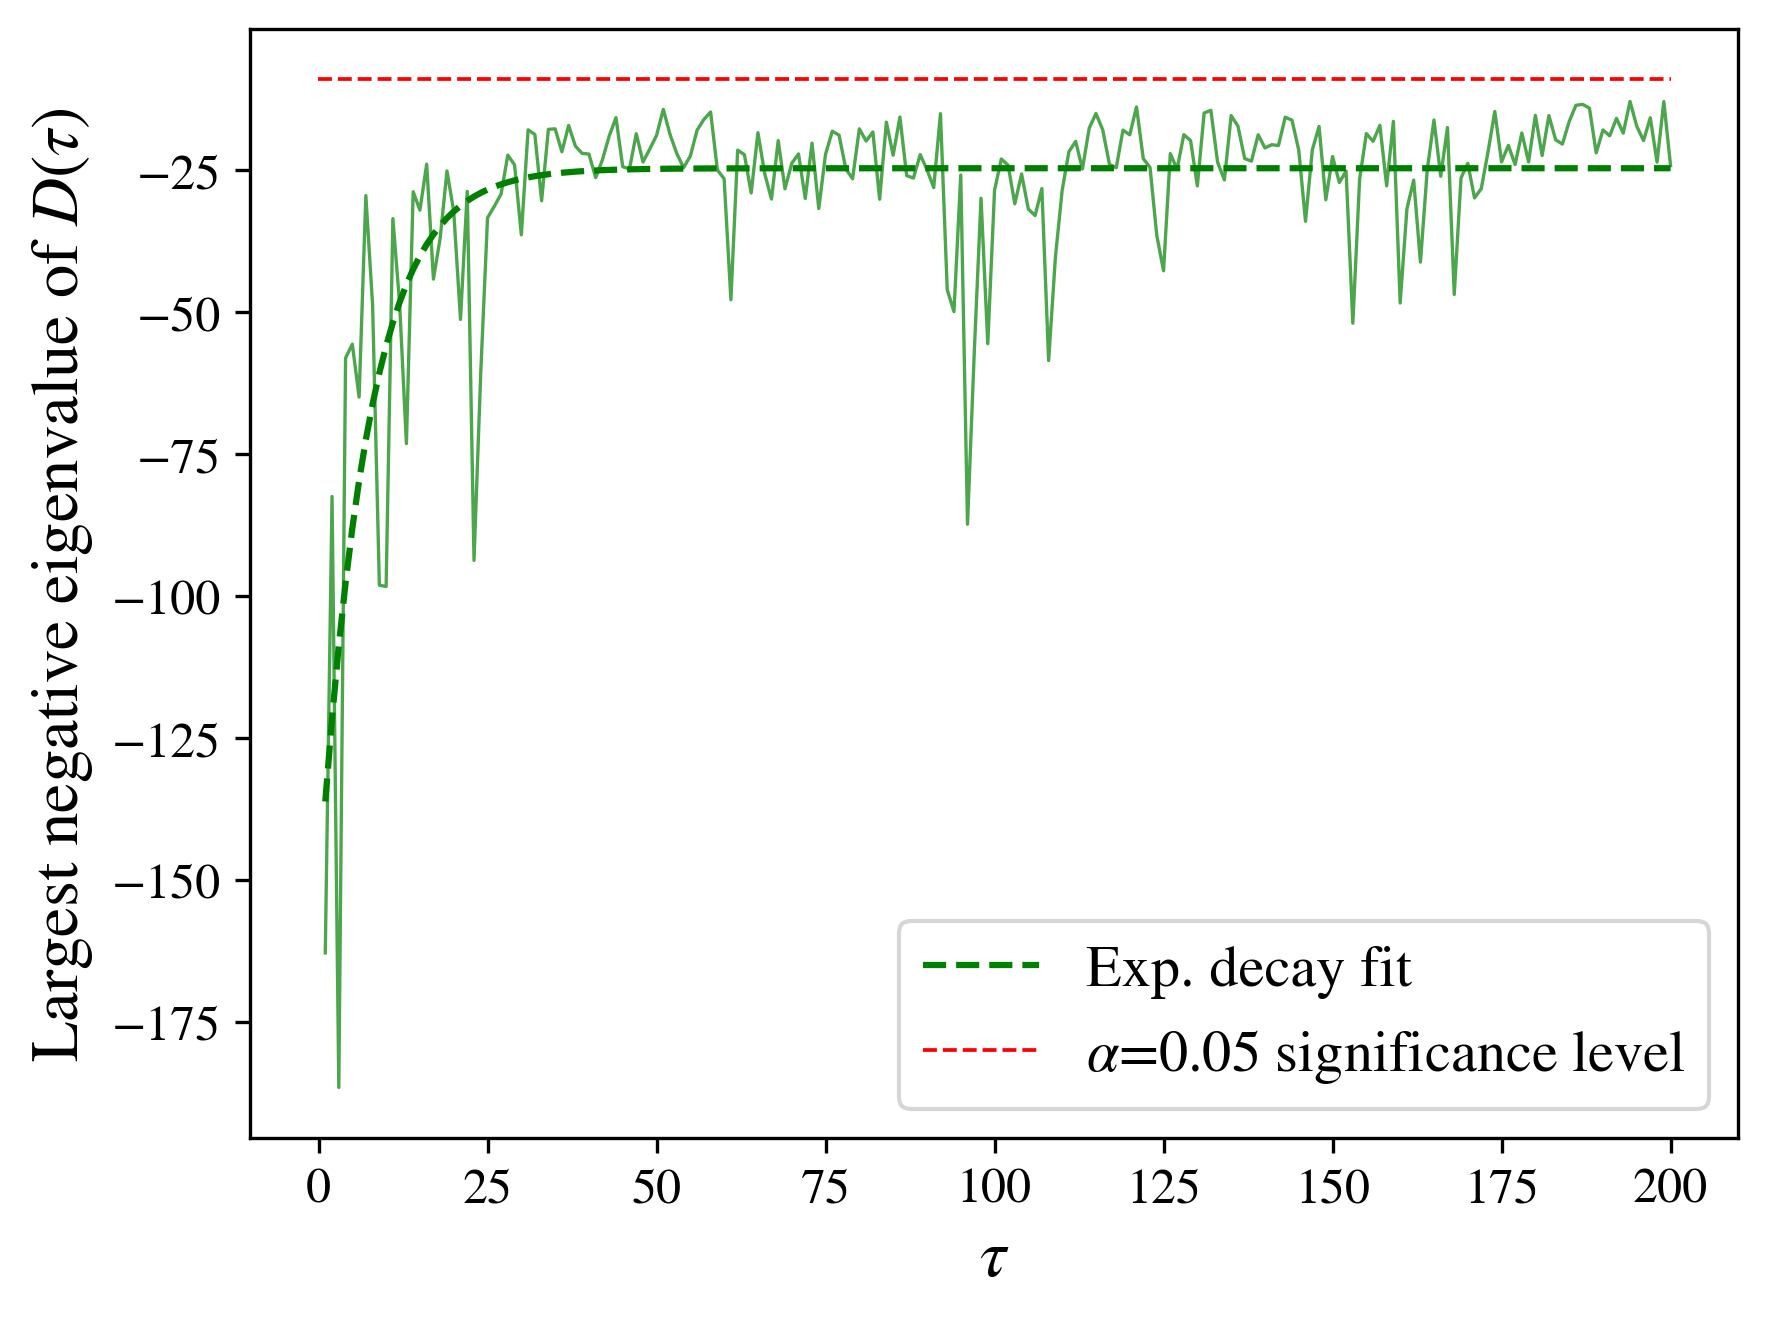 Largest negative eigenvalue of D(τ)
−25
−50
−75
−100
−125
−150
−175
0 25 50 75 100 125 150 175 200
τ
Exp. decay fit
α=0.05 significance level